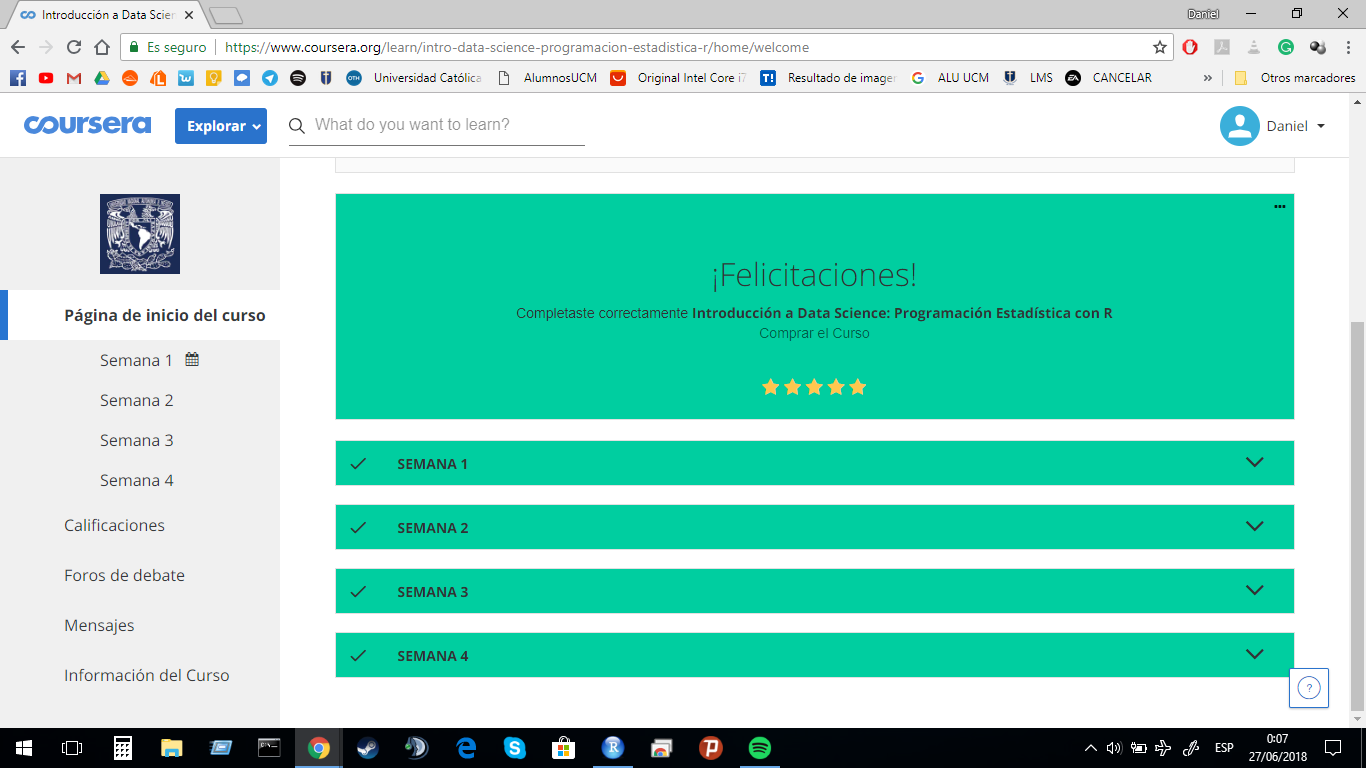 Introducción a Data Scien
Daniel
Es seguro
https://www.coursera.org/learn/intro-data-science-programacion-estadistica-r/home/welcome
Universidad Católica
AlumnosUCM
Original Intel Core i7
Resultado de imagen
ALU UCM
LMS
CANCELAR
»
Otros marcadores
coursera
Explorar
What do you want to learn?
Daniel
Página de inicio del curso
Semana 1
Semana 2
Semana 3
Semana 4
Calificaciones
Foros de debate
Mensajes
Información del Curso
¡Felicitaciones!
Completaste correctamente Introducción a Data Science: Programación Estadística con R
Comprar el Curso
SEMANA 1
SEMANA 2
SEMANA 3
SEMANA 4
?
ESP
0:07
27/06/2018